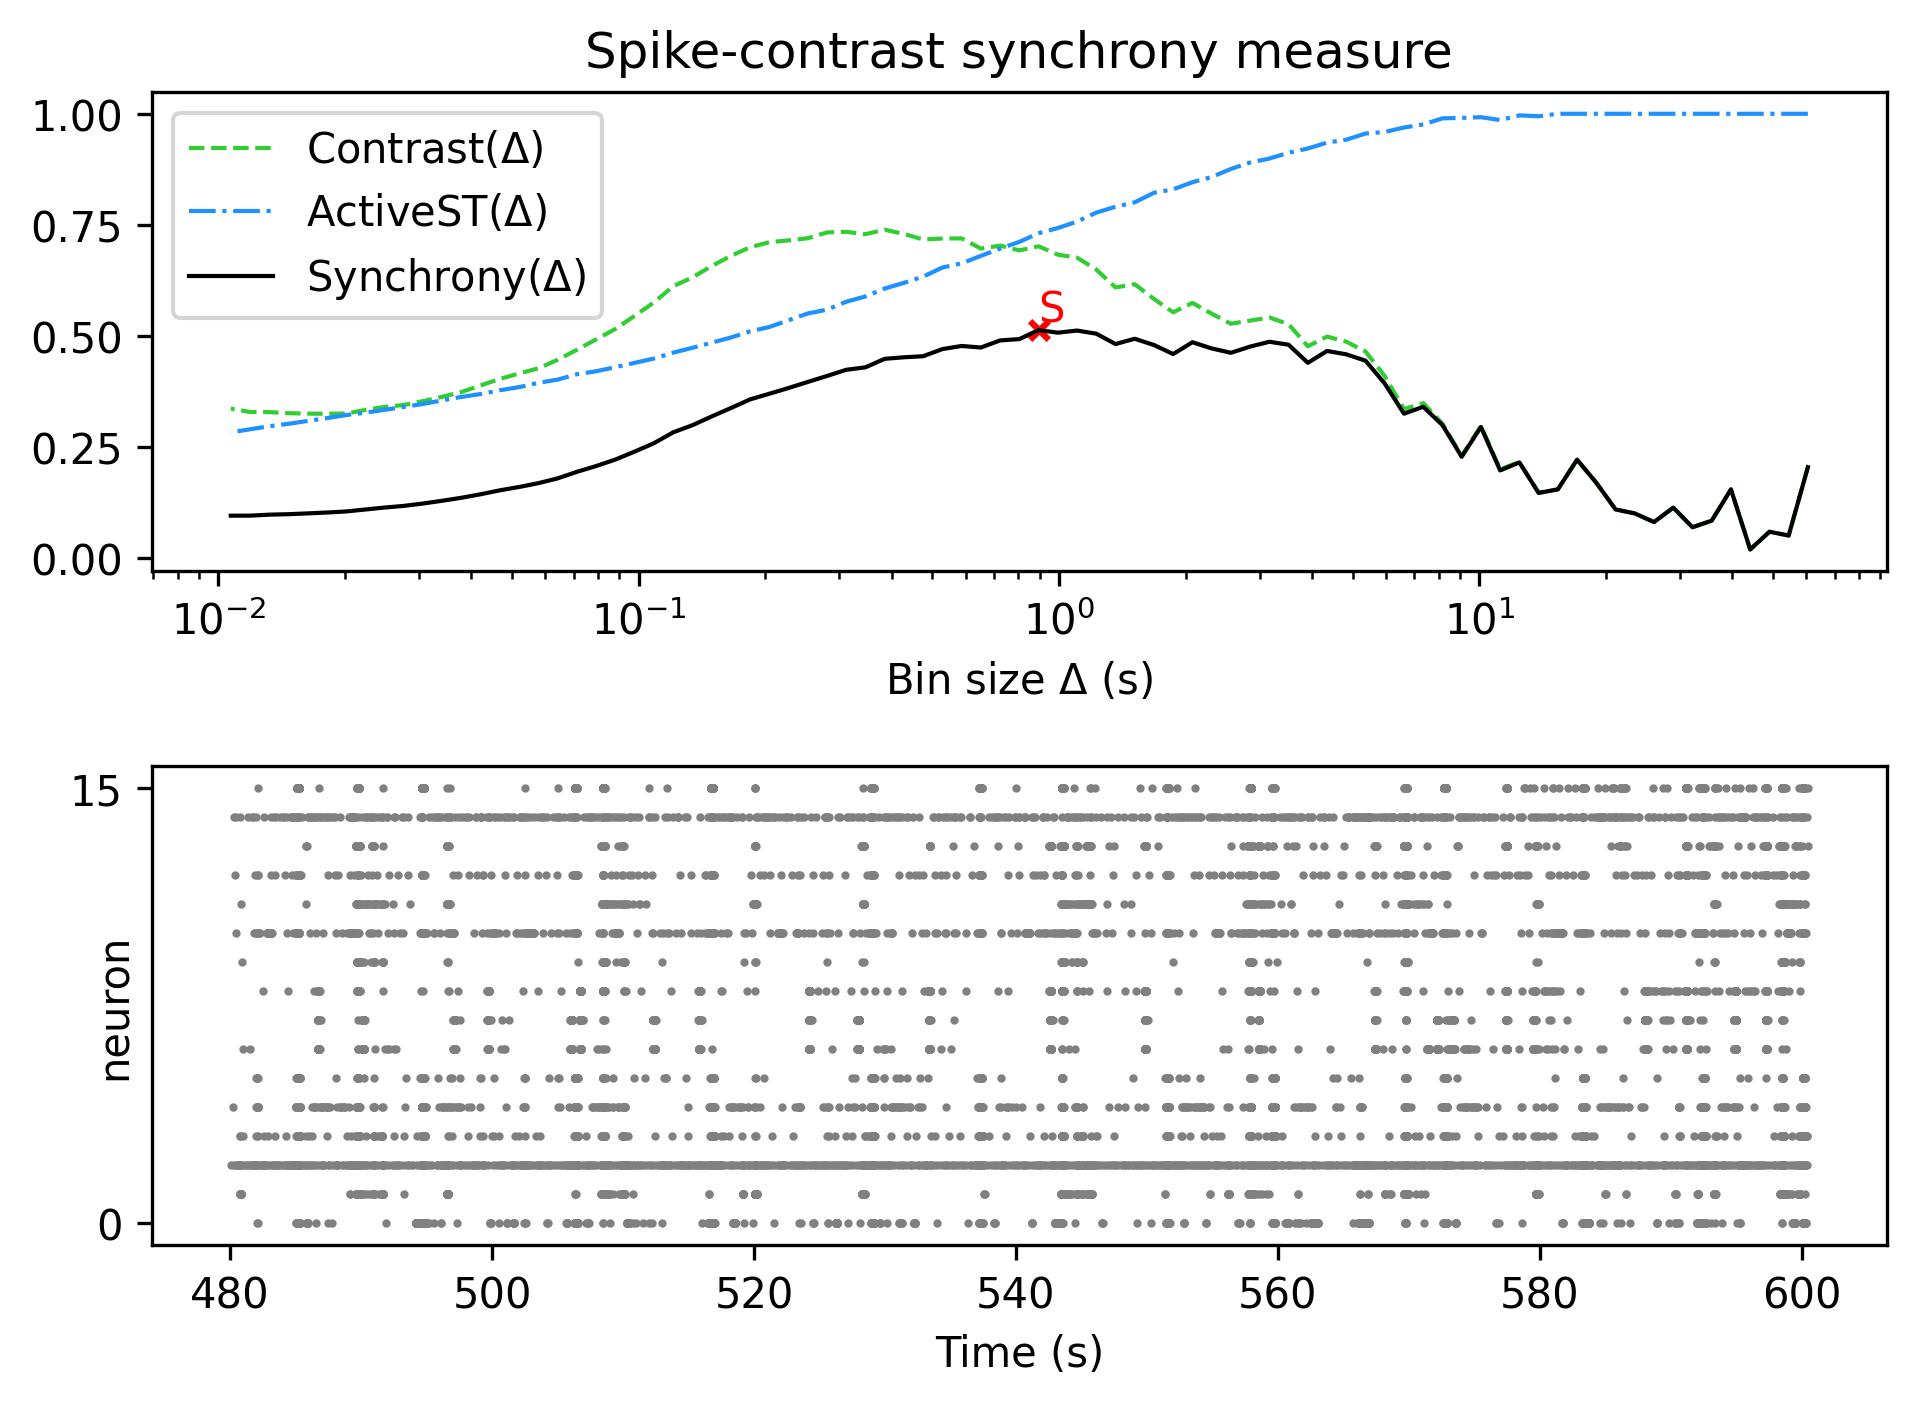 Spike-contrast synchrony measure
1.00
0.75
0.50
0.25
0.00
Contrast(Δ)
ActiveST(Δ)
Synchrony(Δ)
S
10⁻² 10⁻¹ 10⁰ 10¹
Bin size Δ (s)
15
0
neuron
480 500 520 540 560 580 600
Time (s)